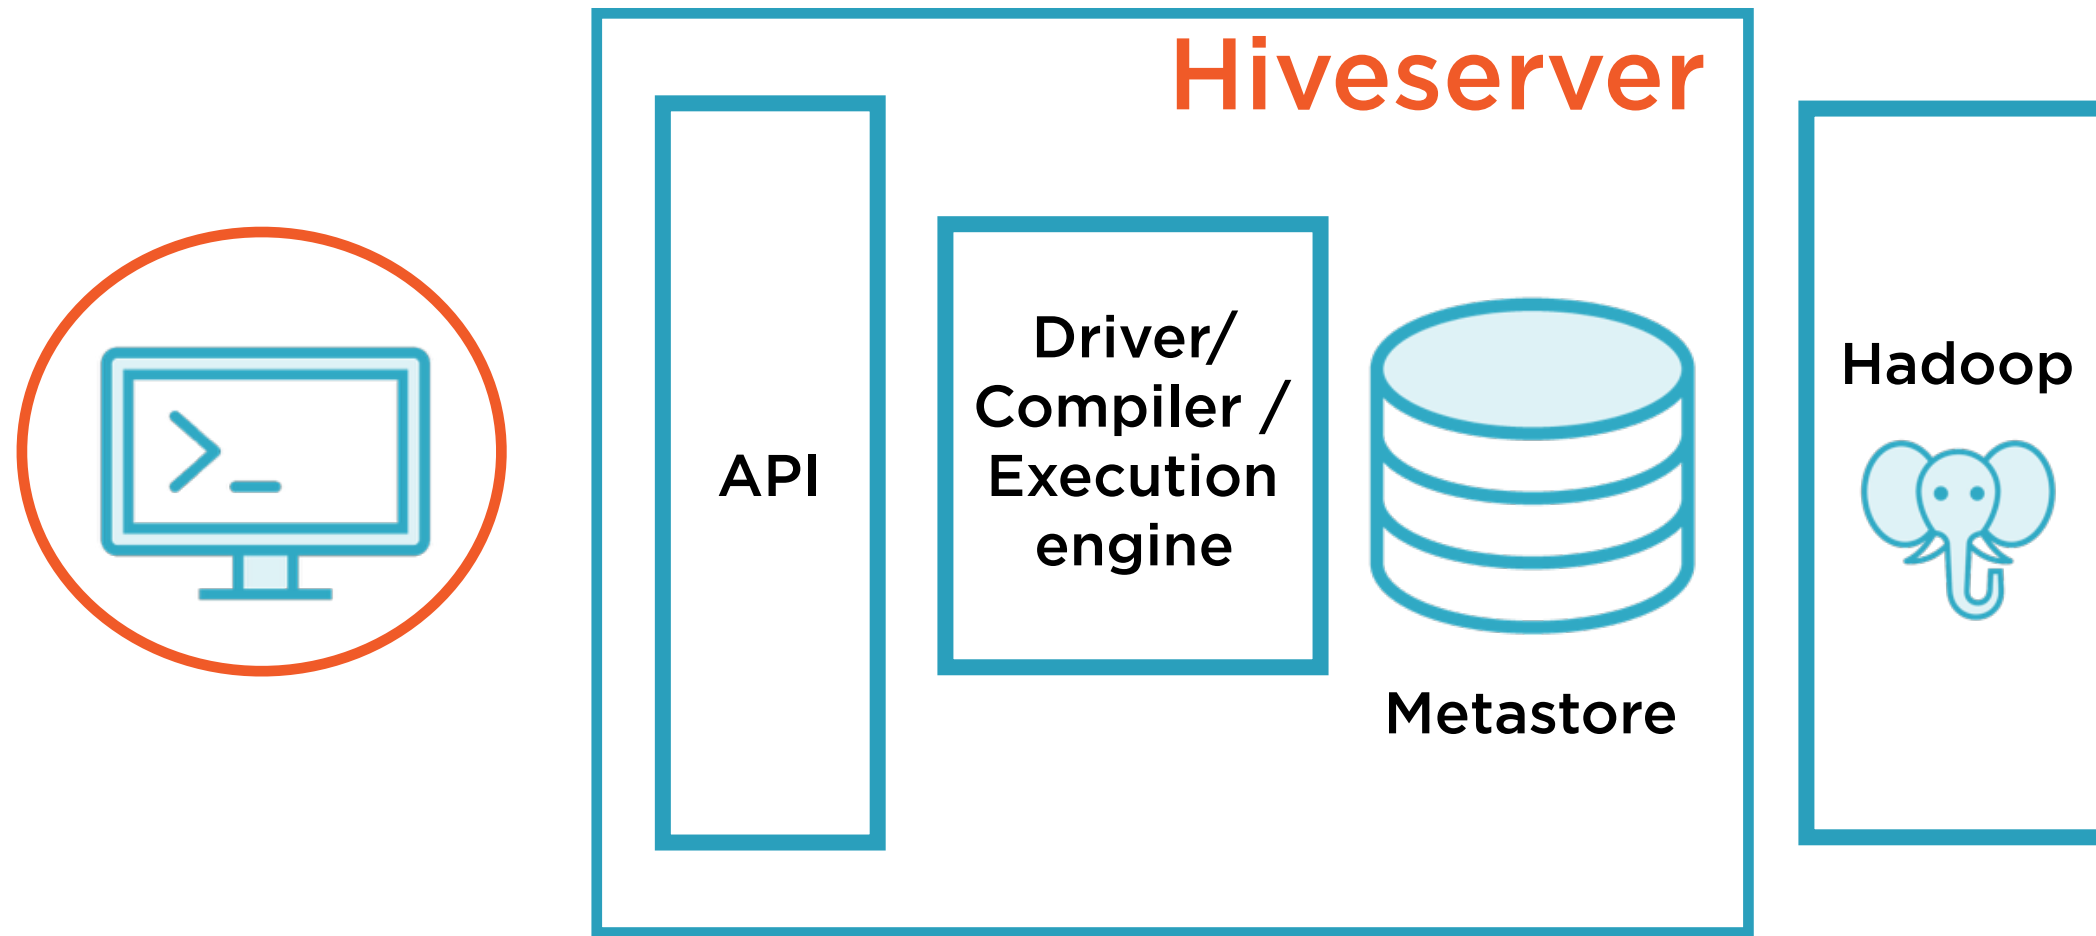 Hiveserver
API
Driver/
Compiler /
Execution
engine
Metastore
Hadoop
>_